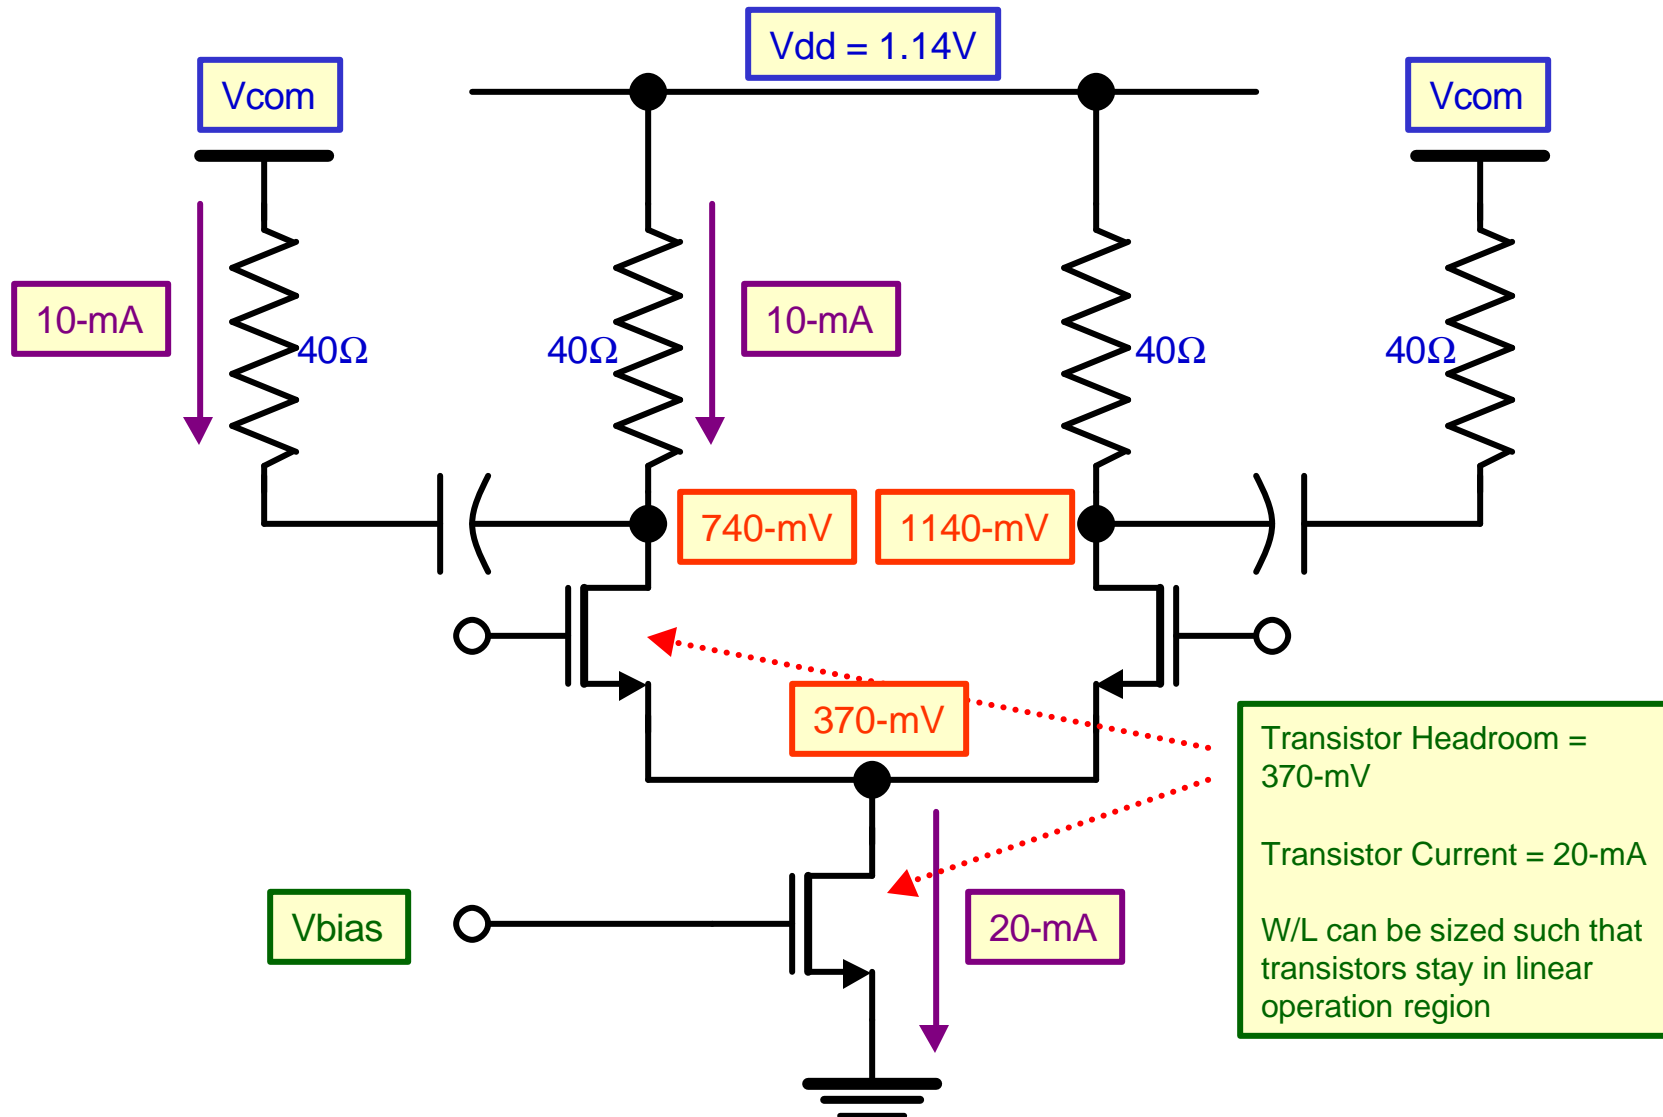 Vdd = 1.14V
Vcom
Vcom
10-mA
40Ω
40Ω
10-mA
40Ω
40Ω
740-mV
1140-mV
370-mV
Transistor Headroom =
370-mV
Transistor Current = 20-mA
W/L can be sized such that
transistors stay in linear
operation region
Vbias
20-mA